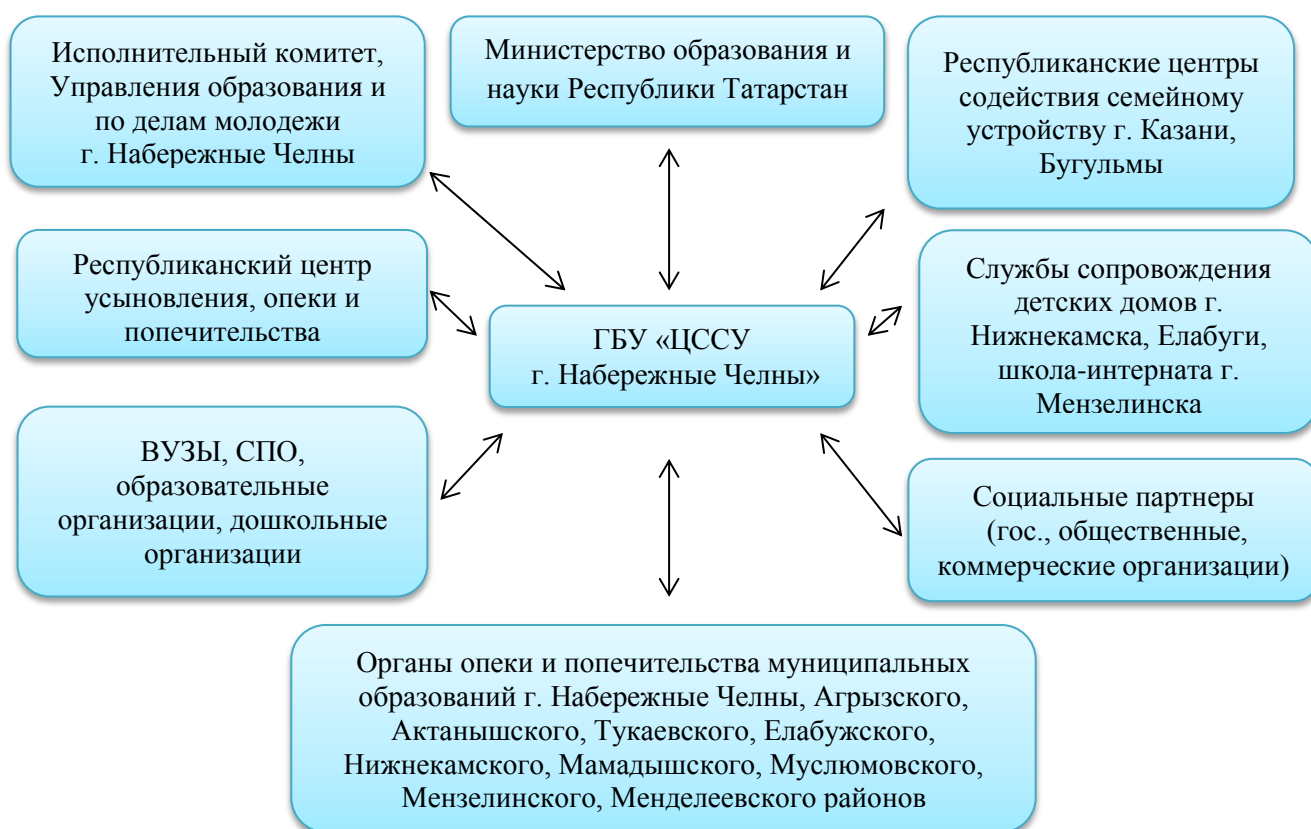 Исполнительный комитет,
Управления образования и
по делам молодежи
г. Набережные Челны
Министерство образования и
науки Республики Татарстан
Республиканские центры
содействия семейному
устройству г. Казани,
Бугульмы
Республиканский центр
усыновления, опеки и
попечительства
ГБУ «ЦССУ
г. Набережные Челны»
Службы сопровождения
детских домов г.
Нижнекамска, Елабуги,
школа-интерната г.
Мензелинска
ВУЗЫ, СПО,
образовательные
организации, дошкольные
организации
Социальные партнеры
(гос., общественные,
коммерческие организации)
Органы опеки и попечительства муниципальных
образований г. Набережные Челны, Агрызского,
Актанышского, Тукаевского, Елабужского,
Нижнекамского, Мамадышского, Муслюмовского,
Мензелинского, Менделеевского районов